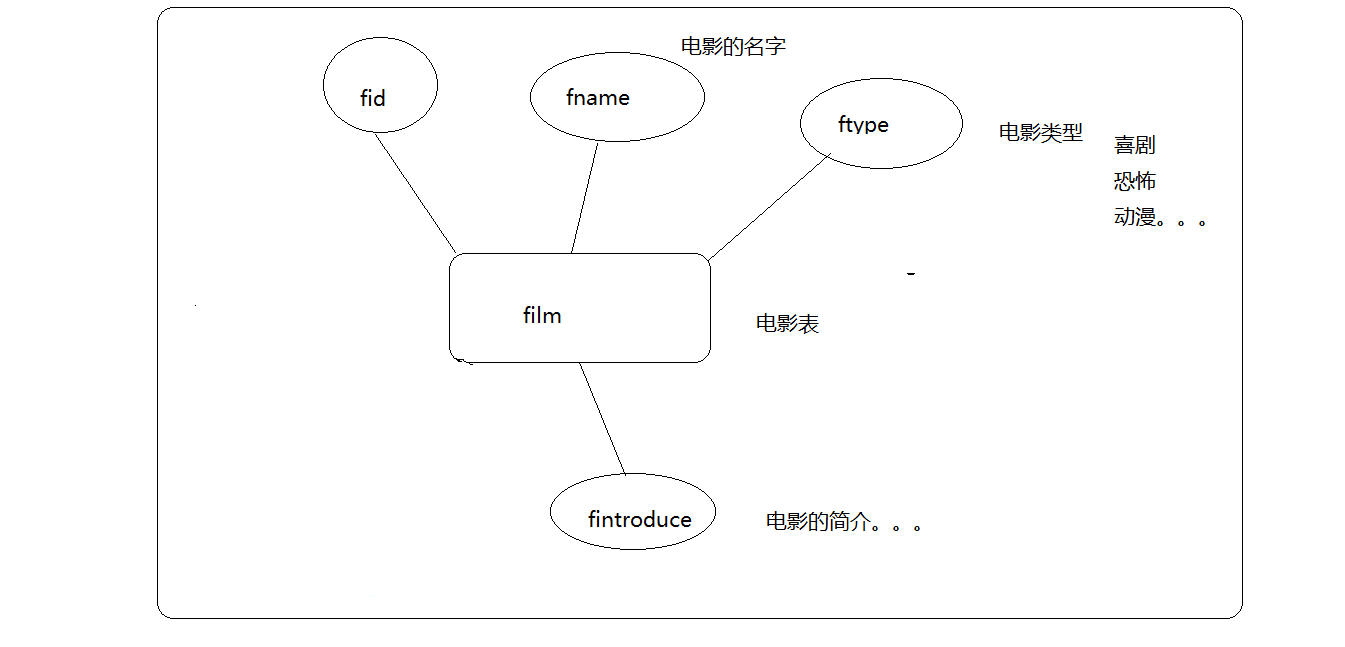 电影的名字
fid
fname
ftype
电影类型
喜剧
恐怖
动漫。。。
film
电影表
fintroduce
电影的简介。。。